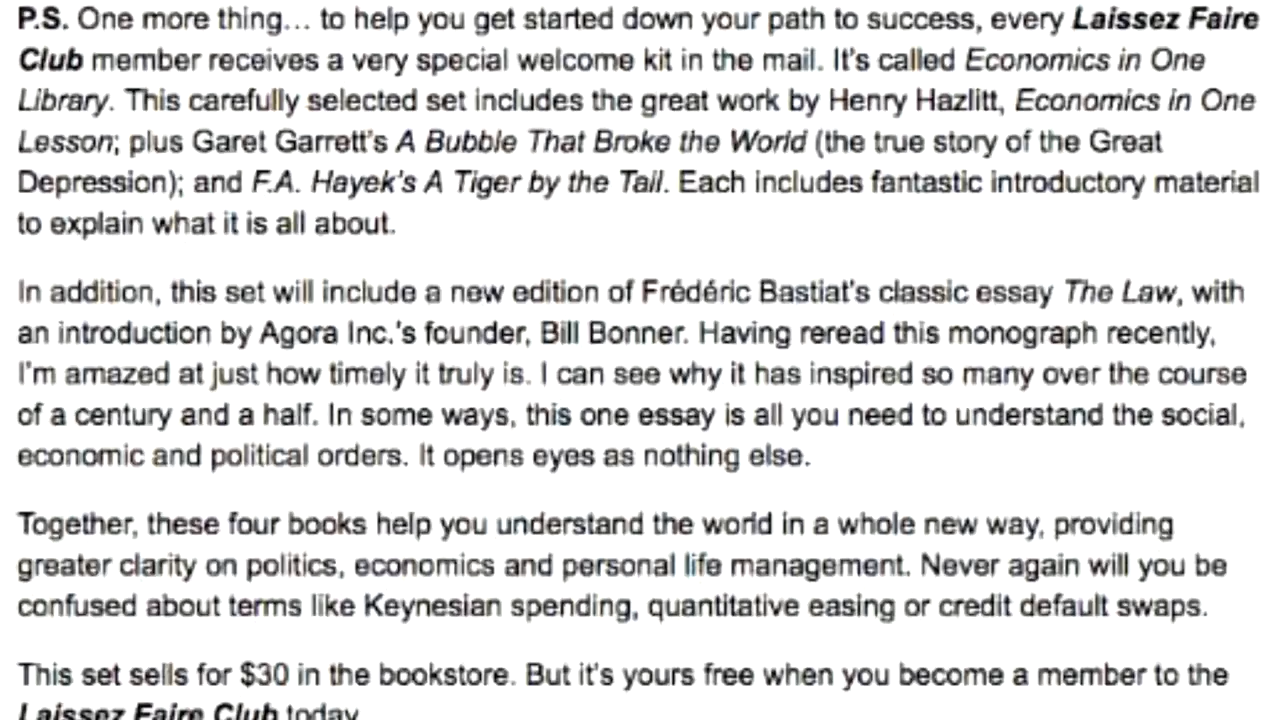 P.S. One more thing... to help you get started down your path to success, every Laissez Faire
Club member receives a very special welcome kit in the mail. It's called Economics in One
Library. This carefully selected set includes the great work by Henry Hazlitt, Economics in One
Lesson; plus Garet Garrett's A Bubble That Broke the World (the true story of the Great
Depression); and F.A. Hayek's A Tiger by the Tail. Each includes fantastic introductory material
to explain what it is all about.
In addition, this set will include a new edition of Frédéric Bastiat's classic essay The Law, with
an introduction by Agora Inc.'s founder, Bill Bonner. Having reread this monograph recently,
I'm amazed at just how timely it truly is. I can see why it has inspired so many over the course
of a century and a half. In some ways, this one essay is all you need to understand the social,
economic and political orders. It opens eyes as nothing else.
Together, these four books help you understand the world in a whole new way, providing
greater clarity on politics, economics and personal life management. Never again will you be
confused about terms like Keynesian spending, quantitative easing or credit default swaps.
This set sells for $30 in the bookstore. But it's yours free when you become a member to the
Laissez Faire Club today